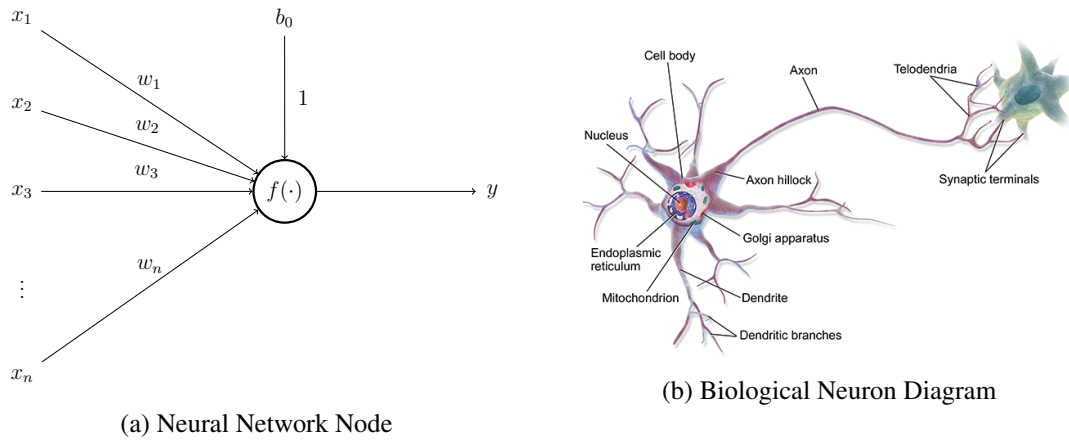 x₁
b₀
w₁
x₂
w₂
1
w₃
x₃
f(·)
y
wₙ
⋮
xₙ
(a) Neural Network Node
Cell body
Axon
Telodendria
Nucleus
Axon hillock
Synaptic terminals
Golgi apparatus
Endoplasmic
reticulum
Mitochondrion
Dendrite
Dendritic branches
(b) Biological Neuron Diagram